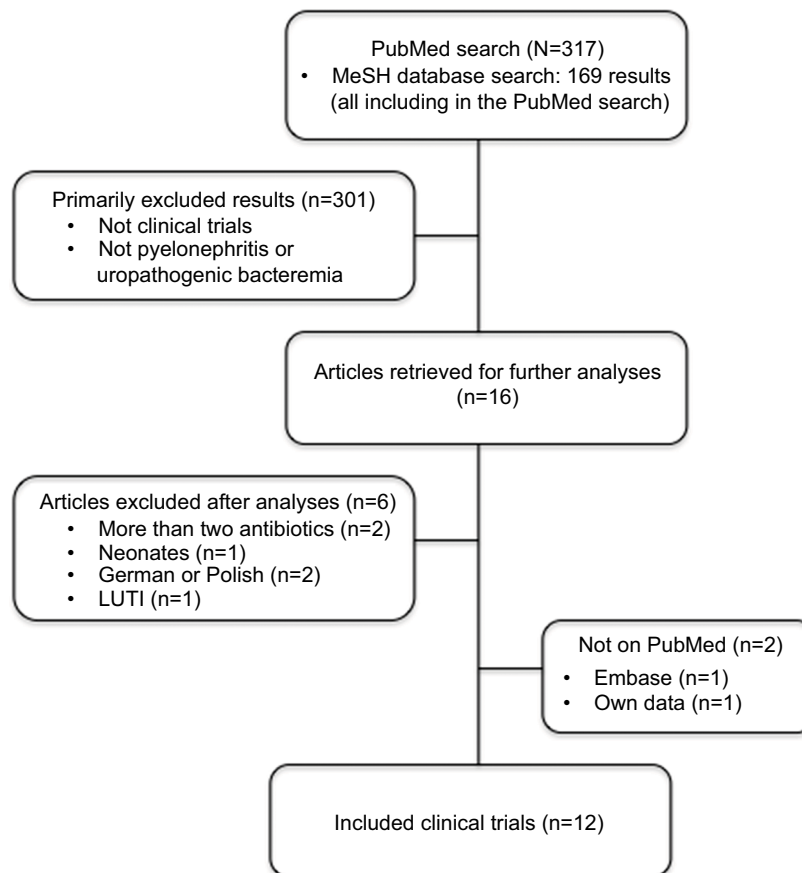 PubMed search (N=317)
• MeSH database search: 169 results
(all including in the PubMed search)
Primarily excluded results (n=301)
• Not clinical trials
• Not pyelonephritis or
uropathogenic bacteremia
Articles retrieved for further analyses
(n=16)
Articles excluded after analyses (n=6)
• More than two antibiotics (n=2)
• Neonates (n=1)
• German or Polish (n=2)
• LUTI (n=1)
Not on PubMed (n=2)
• Embase (n=1)
• Own data (n=1)
Included clinical trials (n=12)